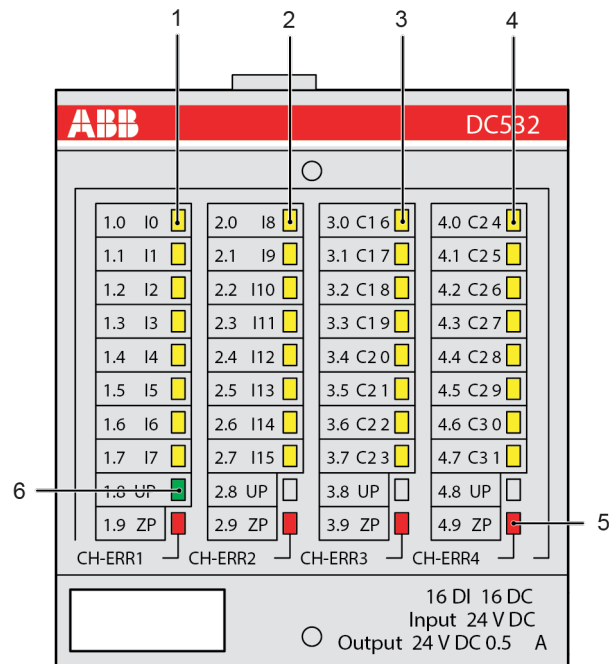 1 2 3 4
ABB DC532
1.0 I0 2.0 I8 3.0 C16 4.0 C24
1.1 I1 2.1 I9 3.1 C17 4.1 C25
1.2 I2 2.2 I10 3.2 C18 4.2 C26
1.3 I3 2.3 I11 3.3 C19 4.3 C27
1.4 I4 2.4 I12 3.4 C20 4.4 C28
1.5 I5 2.5 I13 3.5 C21 4.5 C29
1.6 I6 2.6 I14 3.6 C22 4.6 C30
1.7 I7 2.7 I15 3.7 C23 4.7 C31
6 1.8 UP 2.8 UP 3.8 UP 4.8 UP
1.9 ZP 2.9 ZP 3.9 ZP 4.9 ZP 5
CH-ERR1 CH-ERR2 CH-ERR3 CH-ERR4
16 DI 16 DC
Input 24 V DC
Output 24 V DC 0.5 A